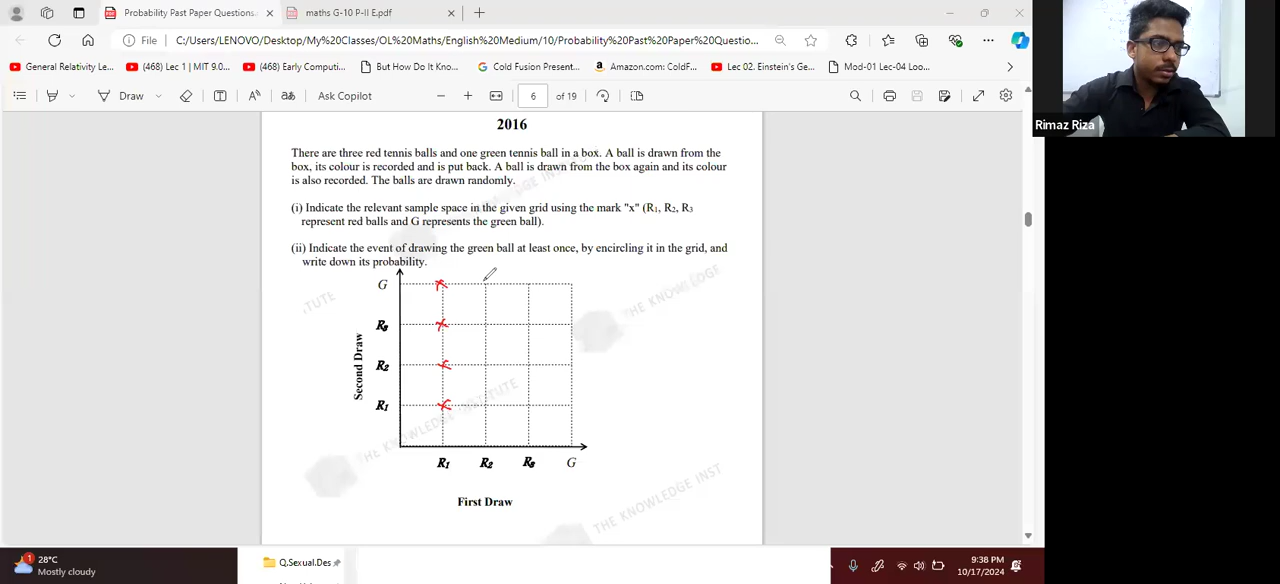 Probability Past Paper Questions.
maths G-10 P-II E.pdf
File
C:/Users/LENOVO/Desktop/My%20Classes/OL%20Maths/English%20Medium/10/Probability%20Past%20Paper%20Questio...
General Relativity Le...
(468) Lec 1 | MIT 9.0...
(468) Early Computi...
But How Do It Kno...
Cold Fusion Present...
Amazon.com: ColdF...
Lec 02. Einstein's Ge...
Mod-01 Lec-04 Loo...
Draw
Ask Copilot
6 of 19
Rimaz Riza
2016
There are three red tennis balls and one green tennis ball in a box. A ball is drawn from the
box, its colour is recorded and is put back. A ball is drawn from the box again and its colour
is also recorded. The balls are drawn randomly.
(i) Indicate the relevant sample space in the given grid using the mark "x" (R₁, R₂, R₃
represent red balls and G represents the green ball).
(ii) Indicate the event of drawing the green ball at least once, by encircling it in the grid, and
write down its probability.
G
R₃
R₂
R₁
Second Draw
R₁ R₂ R₃ G
First Draw
TUTE
THE KNOWLEDGE INSTITUTE
THE KNOWLEDGE INST
28°C
Mostly cloudy
1
Q.Sexual.Des
9:38 PM
10/17/2024